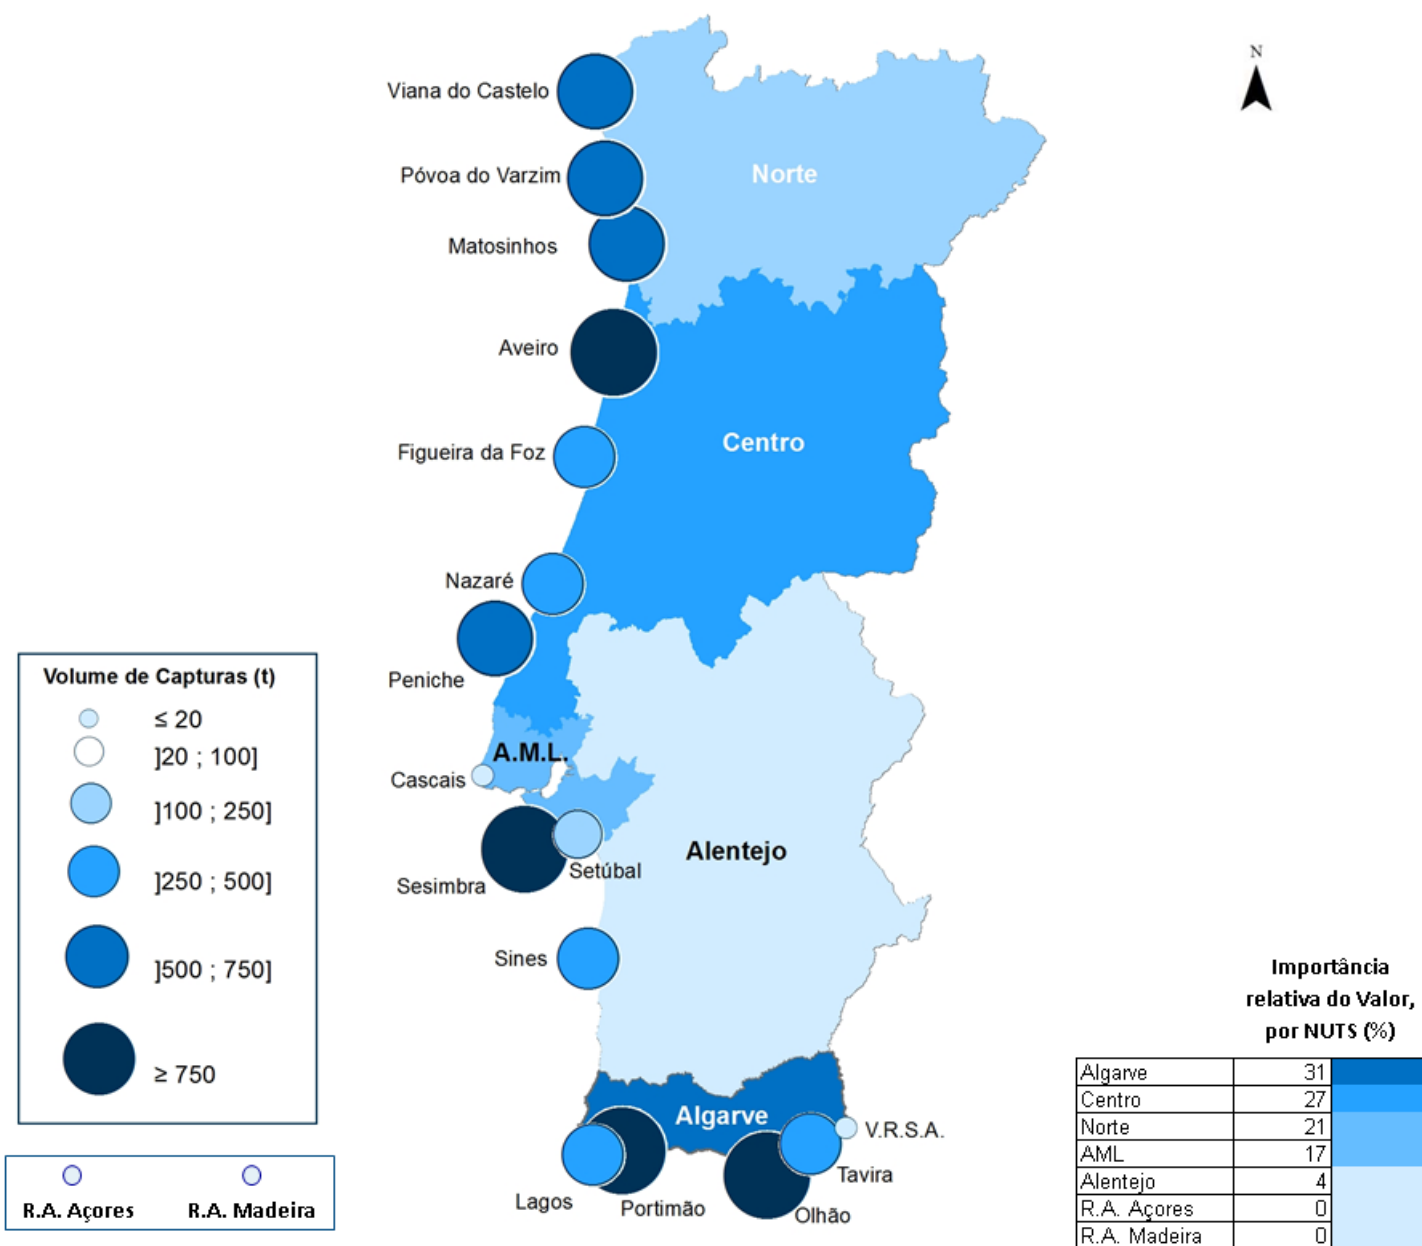 N
Viana do Castelo
Póvoa do Varzim
Norte
Matosinhos
Aveiro
Centro
Figueira da Foz
Nazaré
Peniche
Volume de Capturas (t)
≤ 20
]20 ; 100]
]100 ; 250]
]250 ; 500]
]500 ; 750]
≥ 750
R.A. Açores
R.A. Madeira
A.M.L.
Cascais
Alentejo
Setúbal
Sesimbra
Sines
Algarve
V.R.S.A.
Tavira
Lagos
Portimão
Olhão
Importância
relativa do Valor,
por NUTS (%)
Algarve 31
Centro 27
Norte 21
AML 17
Alentejo 4
R.A. Açores 0
R.A. Madeira 0